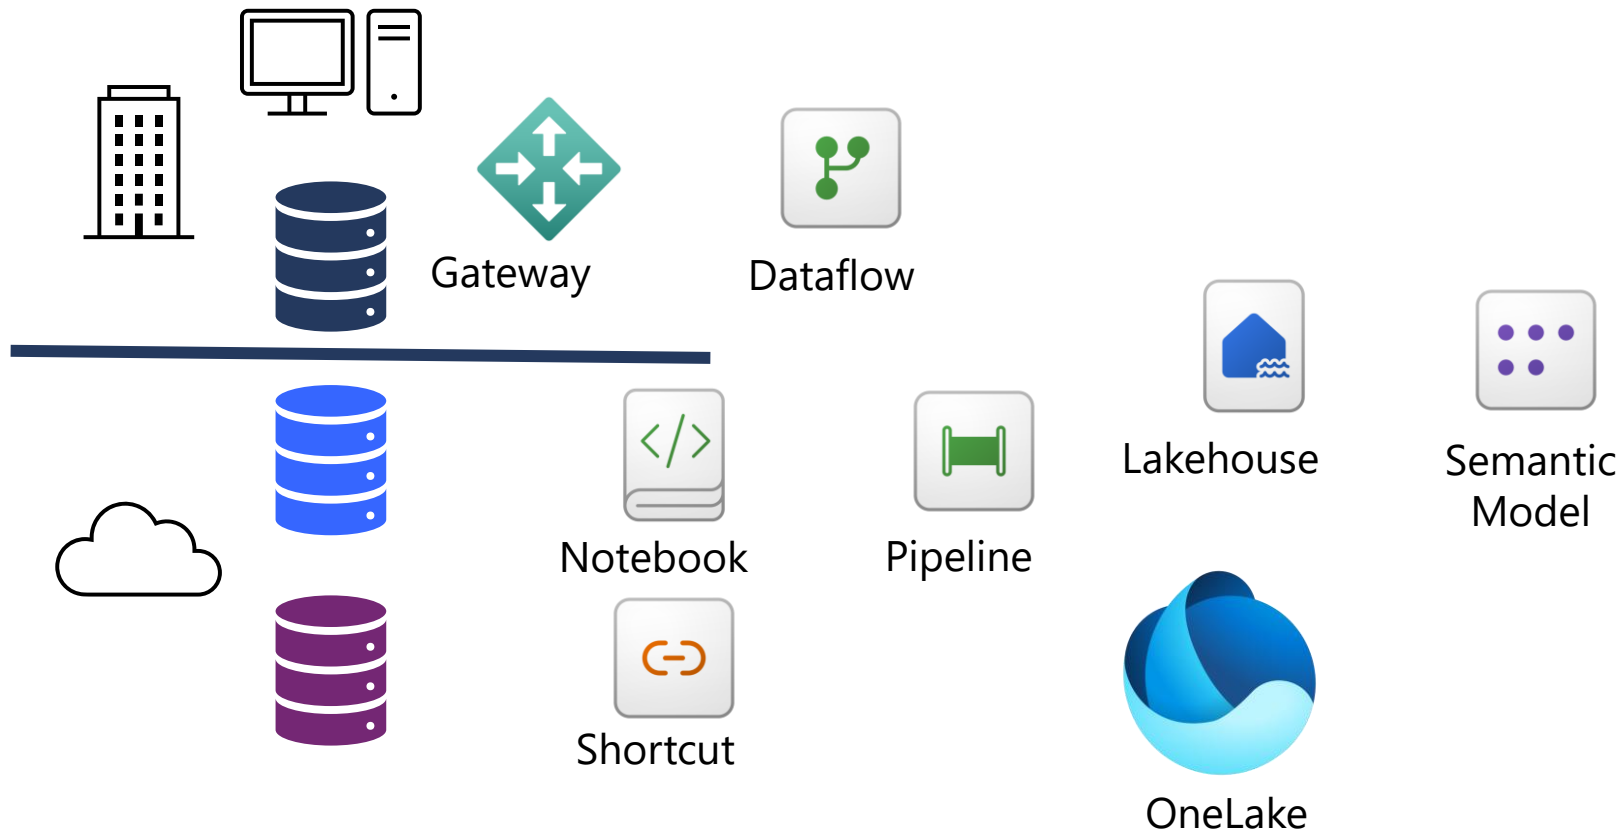 Gateway
Dataflow
Lakehouse
Semantic
Model
Notebook
Pipeline
Shortcut
OneLake